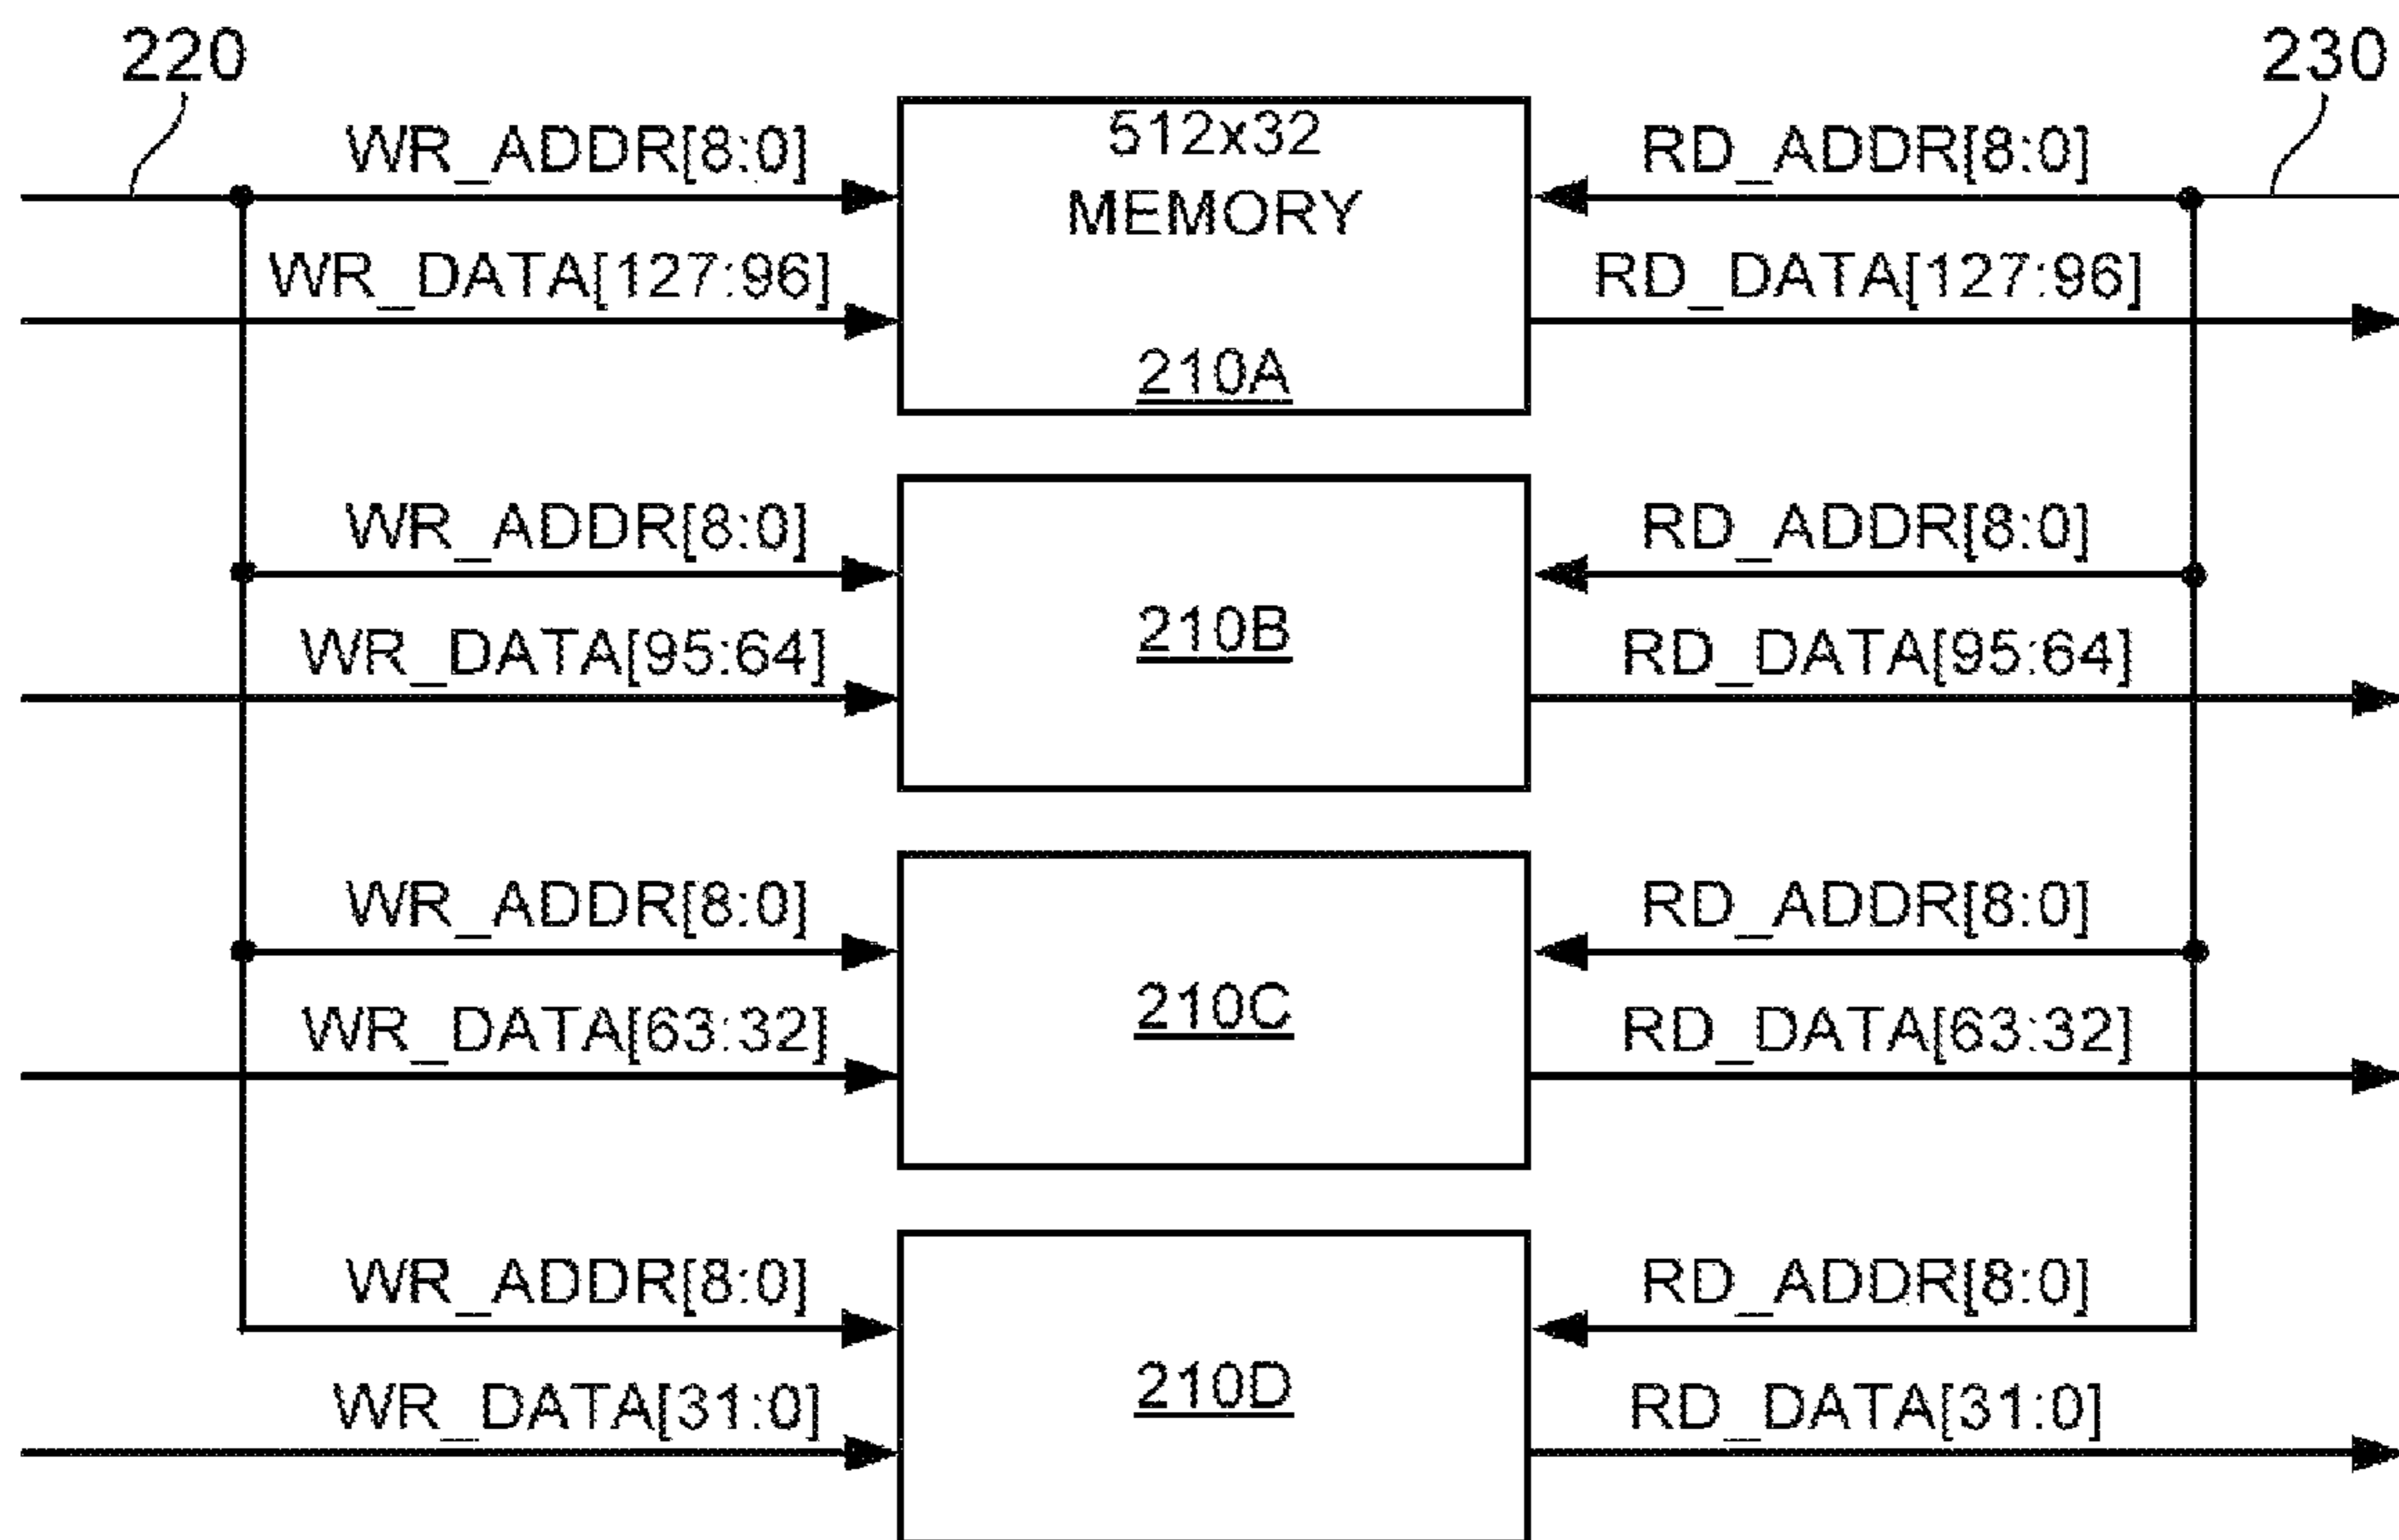 220
230
WR_ADDR[8:0]
512x32
MEMORY
RD_ADDR[8:0]
WR_DATA[127:96]
RD_DATA[127:96]
210A
WR_ADDR[8:0]
RD_ADDR[8:0]
210B
WR_DATA[95:64]
RD_DATA[95:64]
WR_ADDR[8:0]
RD_ADDR[8:0]
210C
WR_DATA[63:32]
RD_DATA[63:32]
WR_ADDR[8:0]
RD_ADDR[8:0]
210D
WR_DATA[31:0]
RD_DATA[31:0]